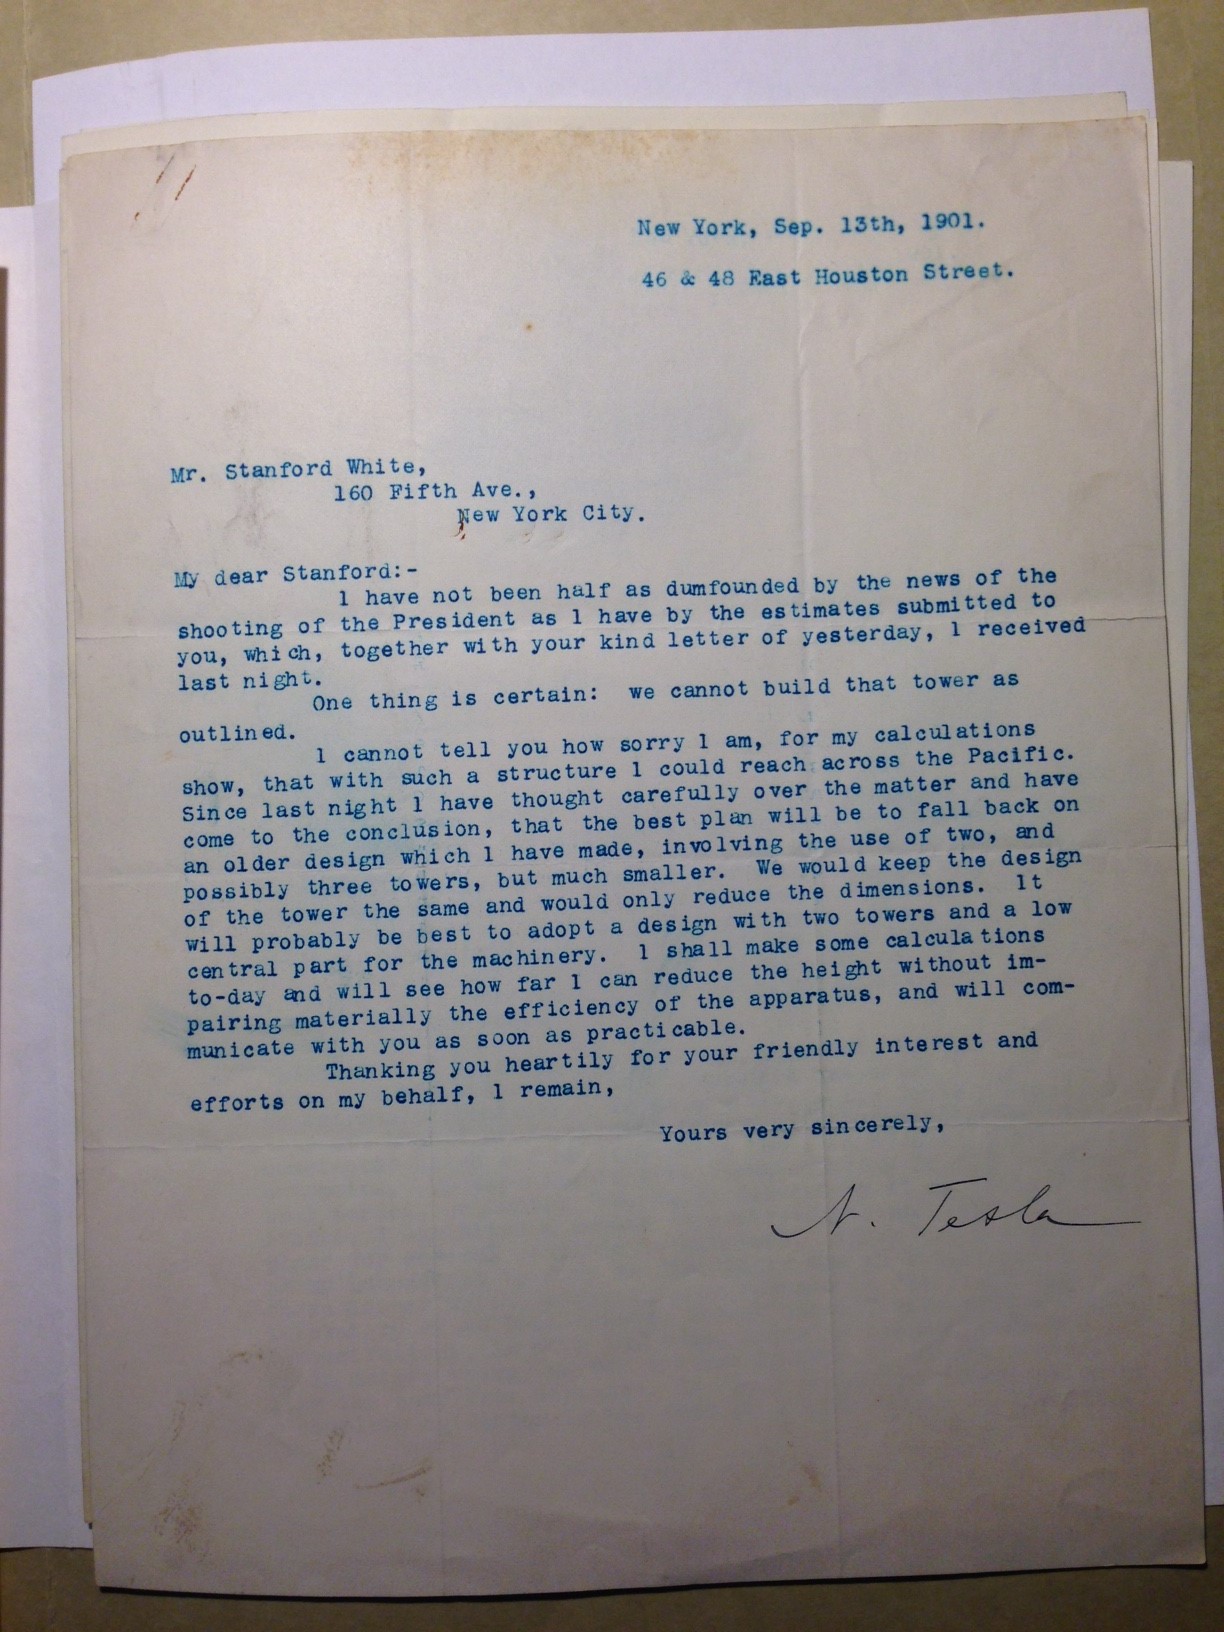 New York, Sep. 13th, 1901.
46 & 48 East Houston Street.
Mr. Stanford White,
160 Fifth Ave.,
New York City.
My dear Stanford:-
l have not been half as dumfounded by the news of the
shooting of the President as l have by the estimates submitted to
you, which, together with your kind letter of yesterday, l received
last night.
One thing is certain: we cannot build that tower as
outlined.
l cannot tell you how sorry l am, for my calculations
show, that with such a structure l could reach across the Pacific.
Since last night l have thought carefully over the matter and have
come to the conclusion, that the best plan will be to fall back on
an older design which l have made, involving the use of two, and
possibly three towers, but much smaller. We would keep the design
of the tower the same and would only reduce the dimensions. lt
will probably be best to adopt a design with two towers and a low
central part for the machinery. l shall make some calculations
to-day and will see how far l can reduce the height without im-
pairing materially the efficiency of the apparatus, and will com-
municate with you as soon as practicable.
Thanking you heartily for your friendly interest and
efforts on my behalf, l remain,
Yours very sincerely,
N. Tesla